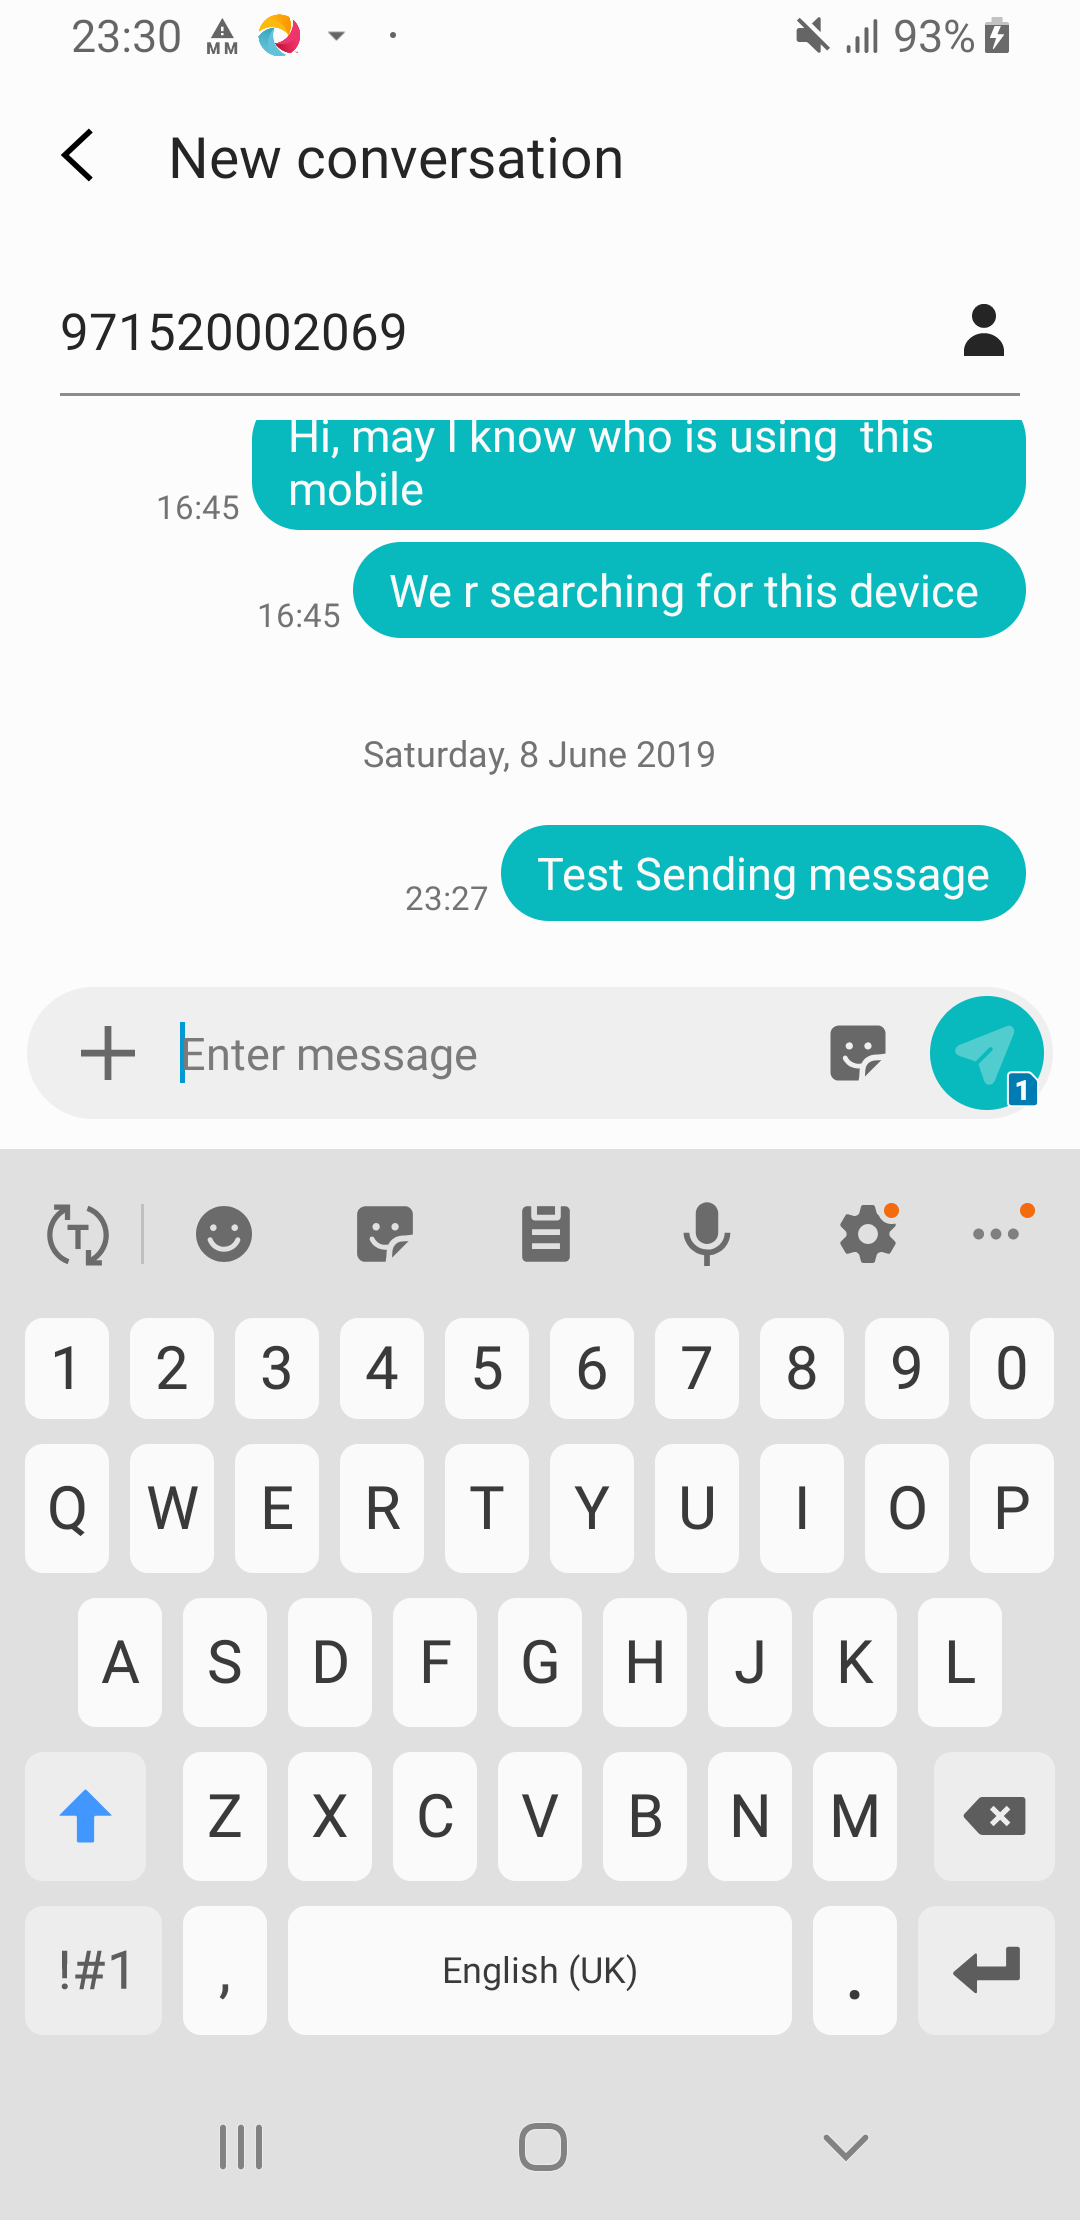 23:30
MM
93%
New conversation
971520002069
Hi, may I know who is using  this
mobile
16:45
We r searching for this device
16:45
Saturday, 8 June 2019
Test Sending message
23:27
Enter message
1
T
1 2 3 4 5 6 7 8 9 0
Q W E R T Y U I O P
A S D F G H J K L
Z X C V B N M
!#1 , English (UK) .